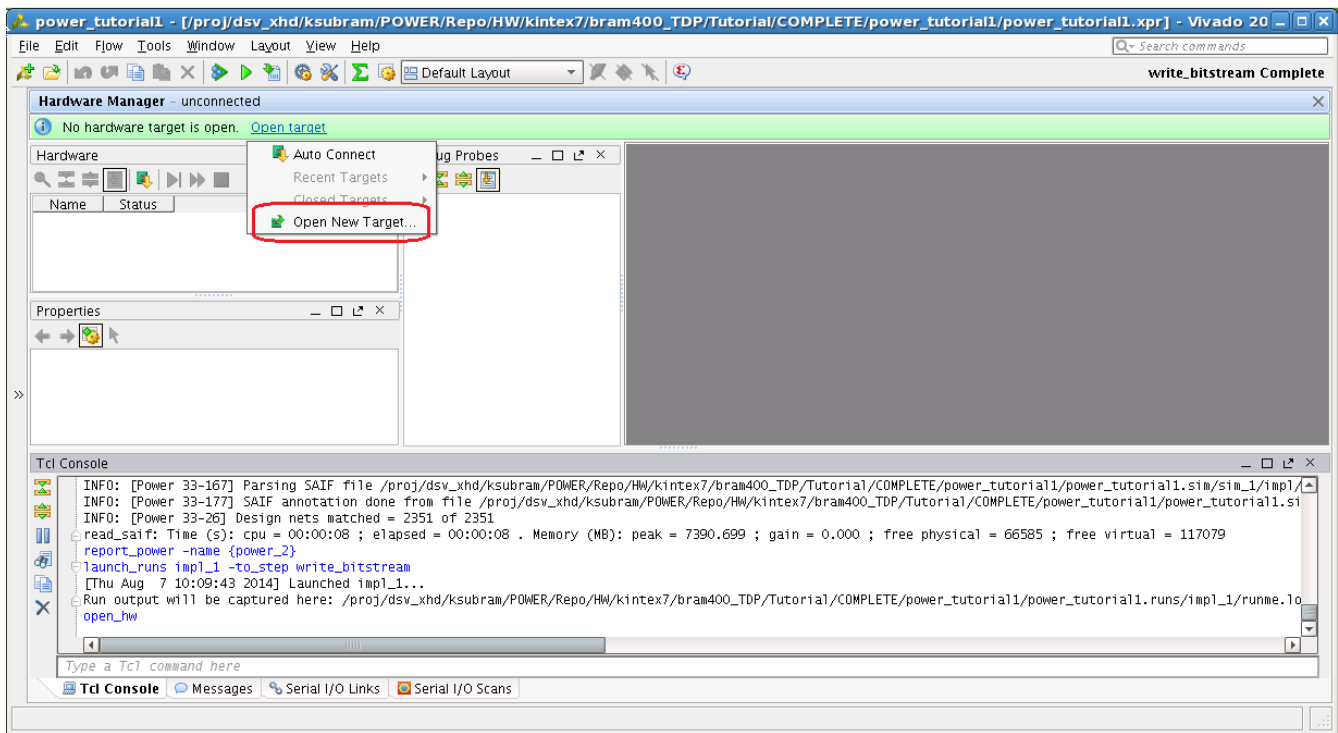 power_tutorial1 - [/proj/dsv_xhd/ksubram/POWER/Repo/HW/kintex7/bram400_TDP/Tutorial/COMPLETE/power_tutorial1/power_tutorial1.xpr] - Vivado 20
File Edit Flow Tools Window Layout View Help
Search commands
Default Layout
write_bitstream Complete
Hardware Manager - unconnected
No hardware target is open. Open target
Hardware
Auto Connect
ug Probes
Recent Targets
Closed Targets
Name Status
Open New Target...
Properties
Tcl Console
INFO: [Power 33-167] Parsing SAIF file /proj/dsv_xhd/ksubram/POWER/Repo/HW/kintex7/bram400_TDP/Tutorial/COMPLETE/power_tutorial1/power_tutorial1.sim/sim_1/impl/
INFO: [Power 33-177] SAIF annotation done from file /proj/dsv_xhd/ksubram/POWER/Repo/HW/kintex7/bram400_TDP/Tutorial/COMPLETE/power_tutorial1/power_tutorial1.si
INFO: [Power 33-26] Design nets matched = 2351 of 2351
read_saif: Time (s): cpu = 00:00:08 ; elapsed = 00:00:08 . Memory (MB): peak = 7390.699 ; gain = 0.000 ; free physical = 66585 ; free virtual = 117079
report_power -name {power_2}
launch_runs impl_1 -to_step write_bitstream
[Thu Aug 7 10:09:43 2014] Launched impl_1...
Run output will be captured here: /proj/dsv_xhd/ksubram/POWER/Repo/HW/kintex7/bram400_TDP/Tutorial/COMPLETE/power_tutorial1/power_tutorial1.runs/impl_1/runme.lo
open_hw
Type a Tcl command here
Tcl Console Messages Serial I/O Links Serial I/O Scans